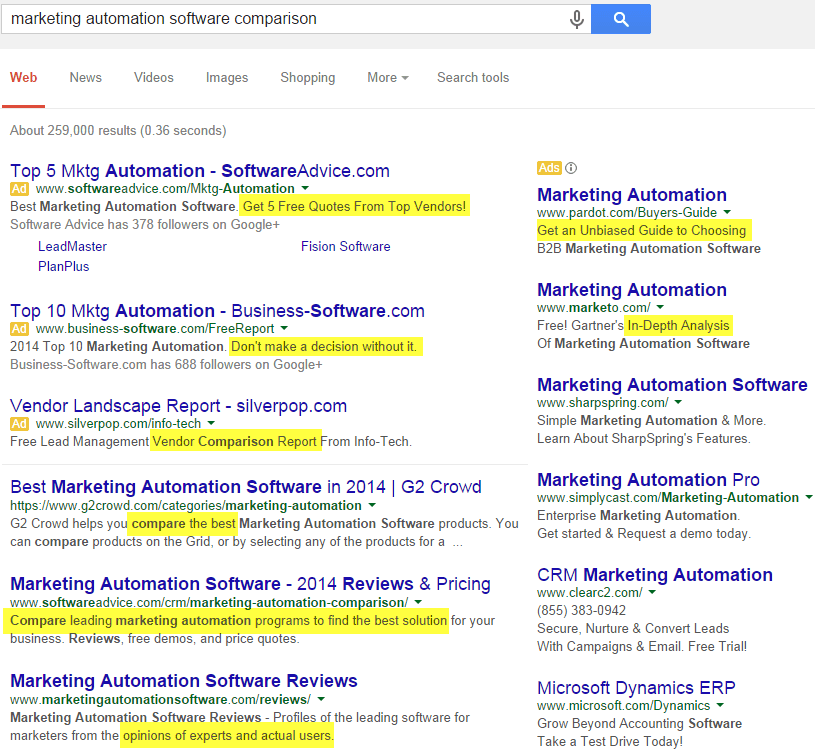 marketing automation software comparison
Web News Videos Images Shopping More Search tools
About 259,000 results (0.36 seconds)
Top 5 Mktg Automation - SoftwareAdvice.com
Ad www.softwareadvice.com/Mktg-Automation
Best Marketing Automation Software. Get 5 Free Quotes From Top Vendors!
Software Advice has 378 followers on Google+
LeadMaster Fision Software
PlanPlus
Top 10 Mktg Automation - Business-Software.com
Ad www.business-software.com/FreeReport
2014 Top 10 Marketing Automation. Don't make a decision without it.
Business-Software.com has 688 followers on Google+
Vendor Landscape Report - silverpop.com
Ad www.silverpop.com/info-tech
Free Lead Management Vendor Comparison Report From Info-Tech.
Best Marketing Automation Software in 2014 | G2 Crowd
https://www.g2crowd.com/categories/marketing-automation
G2 Crowd helps you compare the best Marketing Automation Software products. You
can compare products on the Grid, or by selecting any of the products for a ...
Marketing Automation Software - 2014 Reviews & Pricing
www.softwareadvice.com/crm/marketing-automation-comparison/
Compare leading marketing automation programs to find the best solution for your
business. Reviews, free demos, and price quotes.
Marketing Automation Software Reviews
www.marketingautomationsoftware.com/reviews/
Marketing Automation Software Reviews - Profiles of the leading software for
marketers from the opinions of experts and actual users.
Ads
Marketing Automation
www.pardot.com/Buyers-Guide
Get an Unbiased Guide to Choosing
B2B Marketing Automation Software
Marketing Automation
www.marketo.com/
Free! Gartner's In-Depth Analysis
Of Marketing Automation Software
Marketing Automation Software
www.sharpspring.com/
Simple Marketing Automation & More.
Learn About SharpSpring's Features.
Marketing Automation Pro
www.simplycast.com/Marketing-Automation
Enterprise Marketing Automation.
Get started & Request a demo today.
CRM Marketing Automation
www.clearc2.com/
(855) 383-0942
Secure, Nurture & Convert Leads
With Campaigns & Email. Free Trial!
Microsoft Dynamics ERP
www.microsoft.com/Dynamics
Grow Beyond Accounting Software
Take a Test Drive Today!